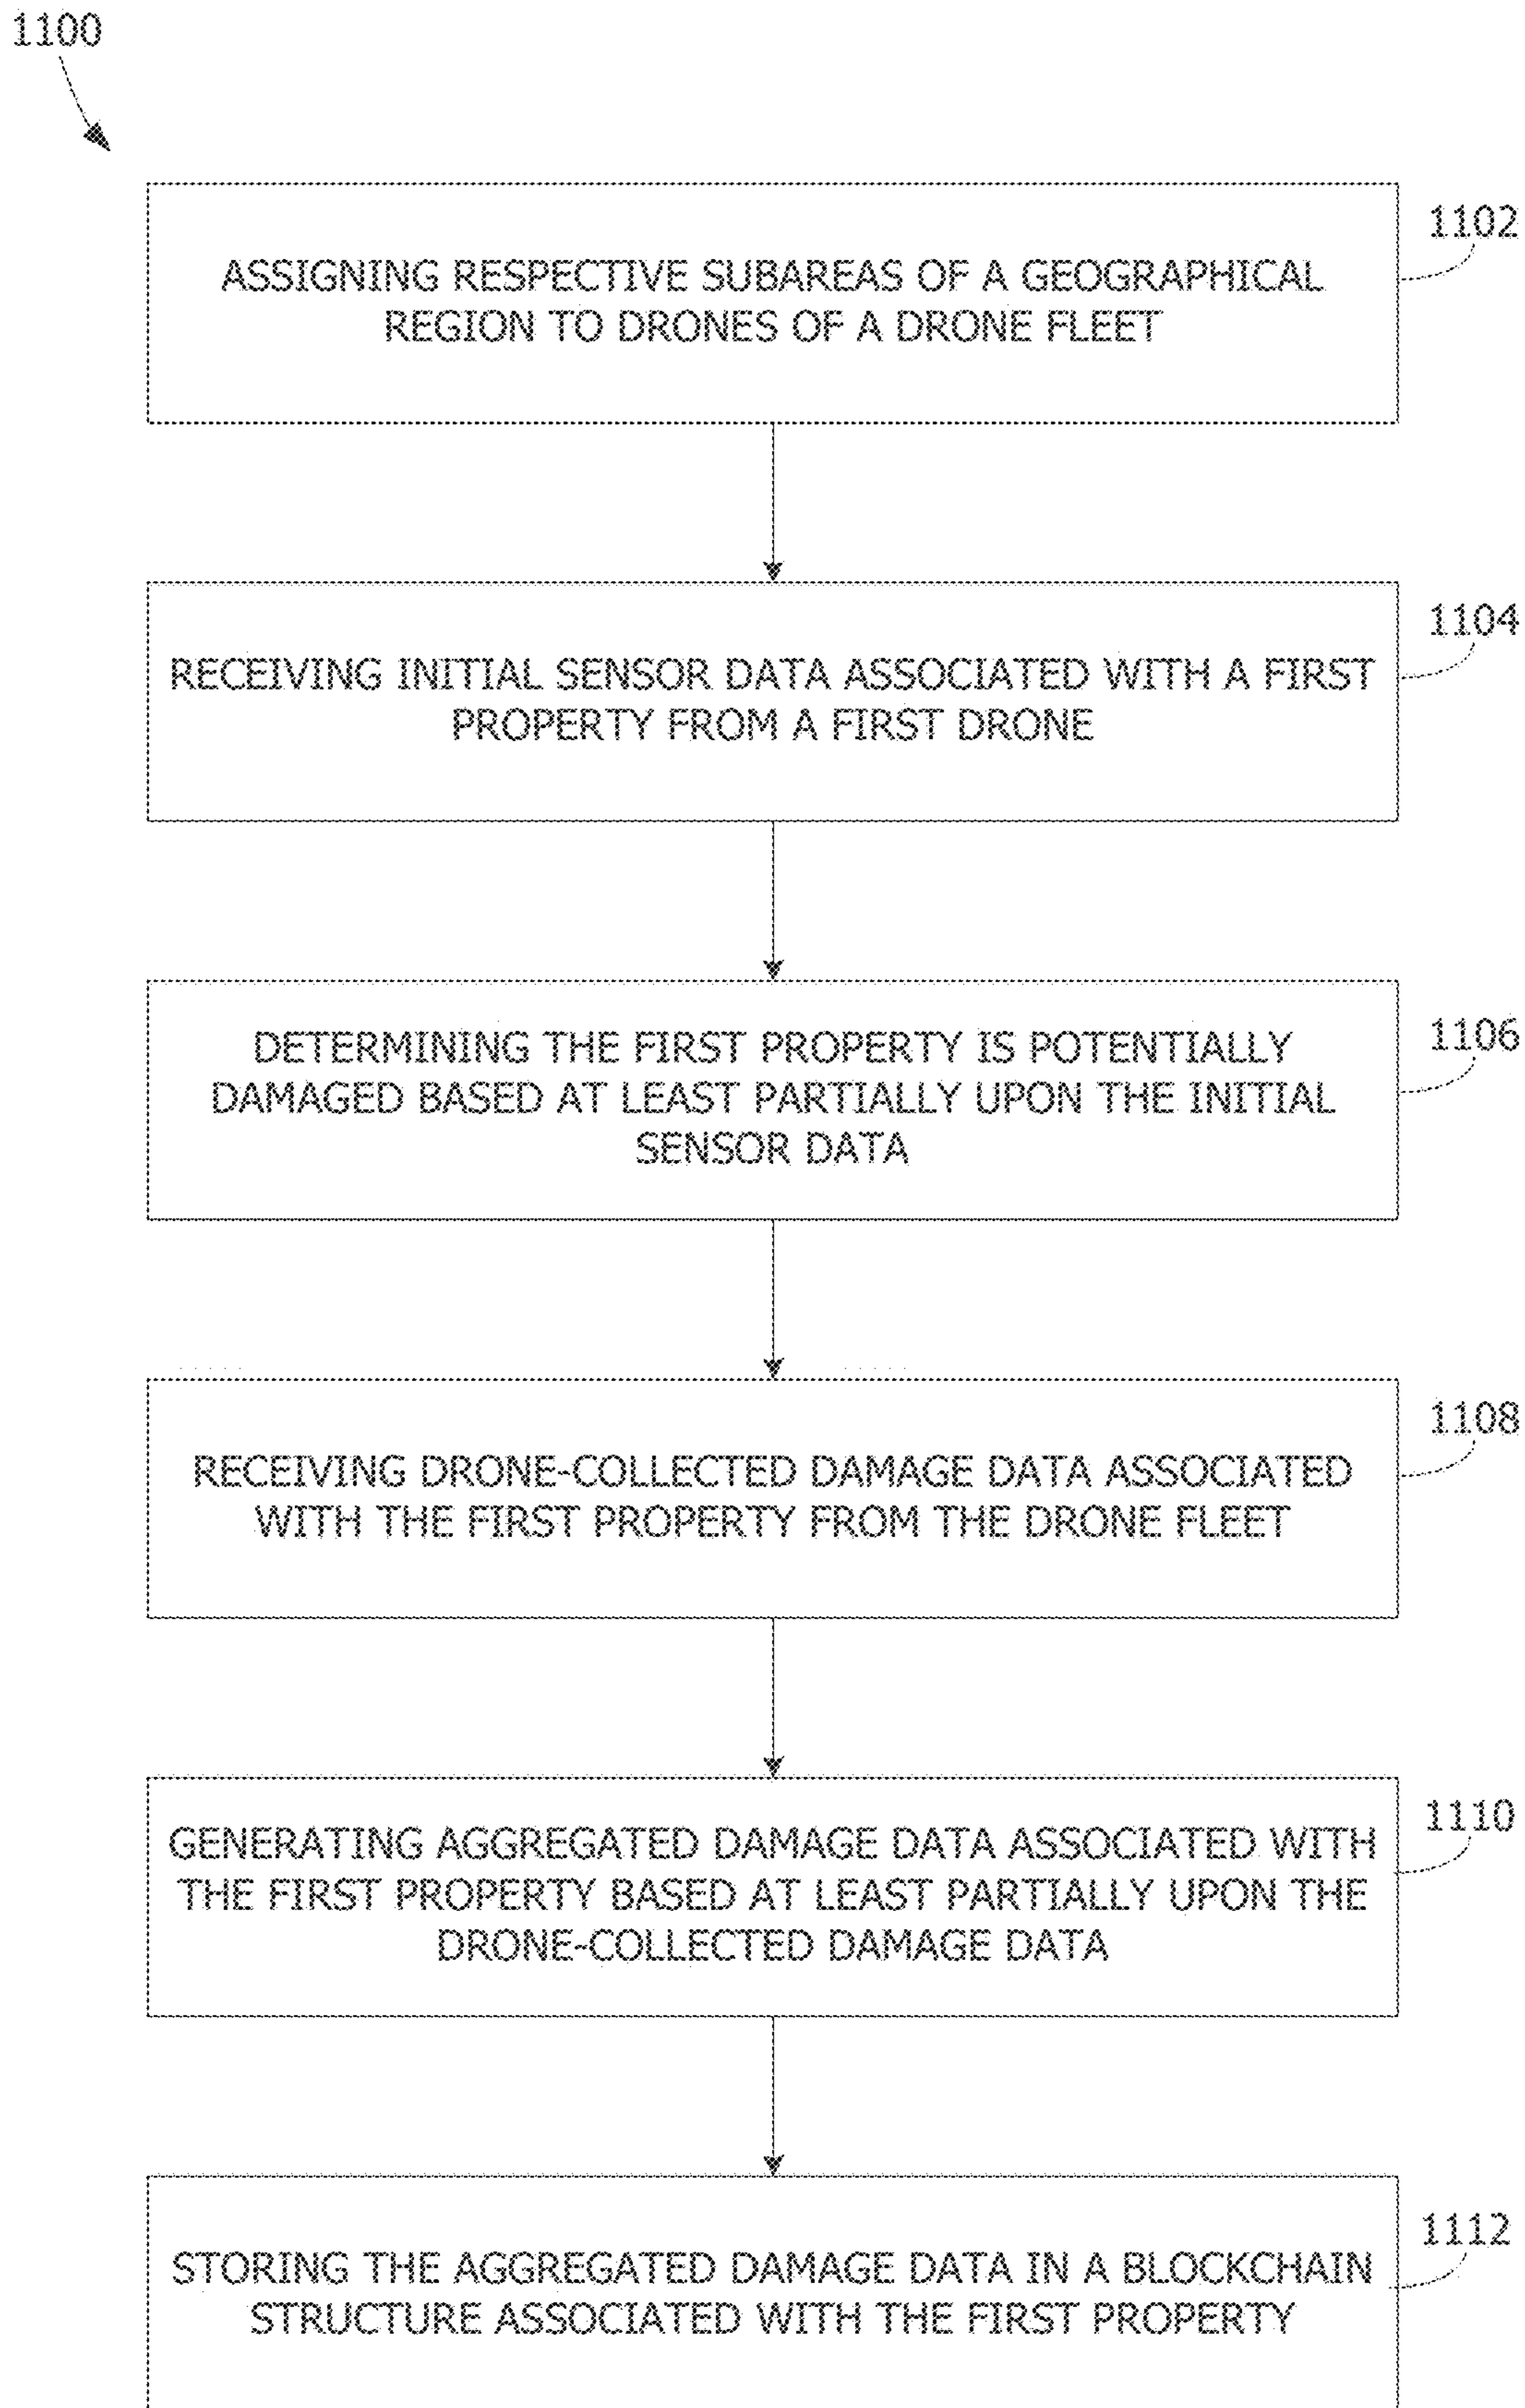 1100
1102
ASSIGNING RESPECTIVE SUBAREAS OF A GEOGRAPHICAL
REGION TO DRONES OF A DRONE FLEET
1104
RECEIVING INITIAL SENSOR DATA ASSOCIATED WITH A FIRST
PROPERTY FROM A FIRST DRONE
1106
DETERMINING THE FIRST PROPERTY IS POTENTIALLY
DAMAGED BASED AT LEAST PARTIALLY UPON THE INITIAL
SENSOR DATA
1108
RECEIVING DRONE-COLLECTED DAMAGE DATA ASSOCIATED
WITH THE FIRST PROPERTY FROM THE DRONE FLEET
1110
GENERATING AGGREGATED DAMAGE DATA ASSOCIATED WITH
THE FIRST PROPERTY BASED AT LEAST PARTIALLY UPON THE
DRONE-COLLECTED DAMAGE DATA
1112
STORING THE AGGREGATED DAMAGE DATA IN A BLOCKCHAIN
STRUCTURE ASSOCIATED WITH THE FIRST PROPERTY